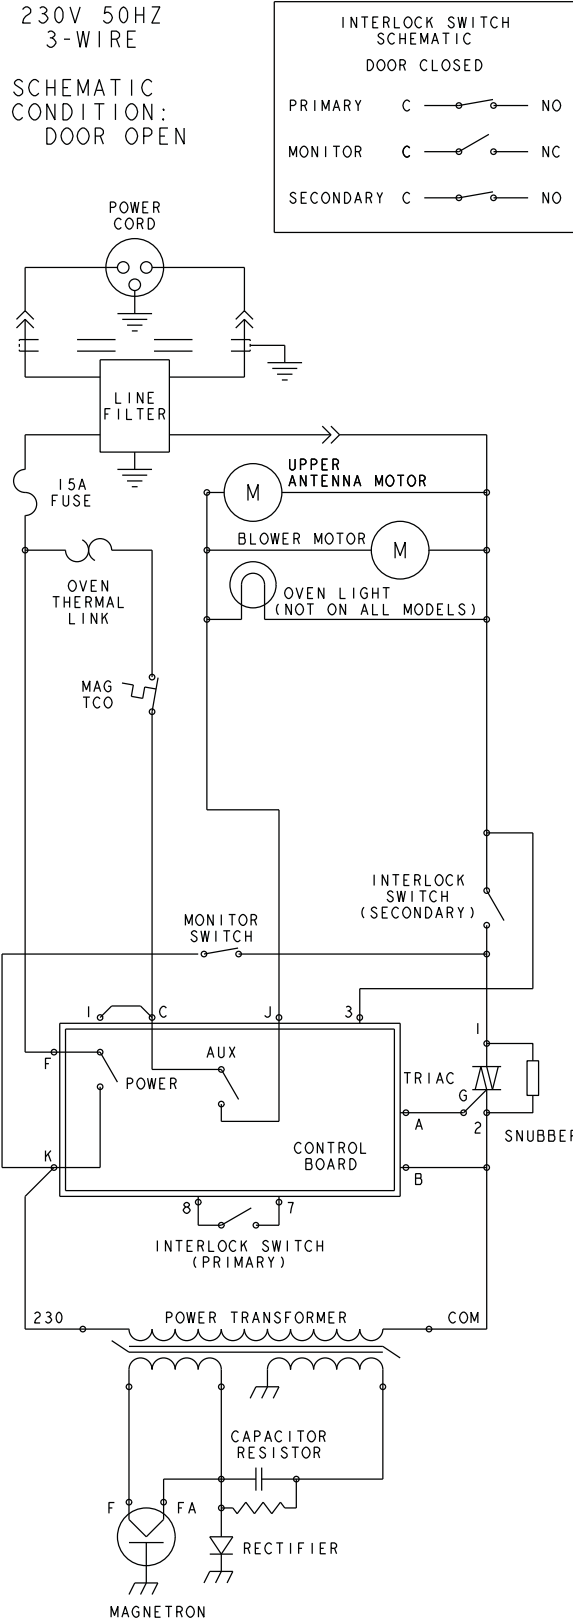 230V 50HZ
3-WIRE
SCHEMATIC
CONDITION:
DOOR OPEN
INTERLOCK SWITCH
SCHEMATIC
DOOR CLOSED
PRIMARY C NO
MONITOR C NC
SECONDARY C NO
POWER
CORD
LINE
FILTER
15A
FUSE
UPPER
ANTENNA MOTOR
M
BLOWER MOTOR
M
OVEN LIGHT
(NOT ON ALL MODELS)
OVEN
THERMAL
LINK
MAG
TCO
INTERLOCK
SWITCH
(SECONDARY)
MONITOR
SWITCH
1 C J 3
1
F
POWER
AUX
TRIAC
G
A
2
SNUBBER
CONTROL
BOARD
K
B
8 7
INTERLOCK SWITCH
(PRIMARY)
230 POWER TRANSFORMER COM
CAPACITOR
RESISTOR
F FA
RECTIFIER
MAGNETRON